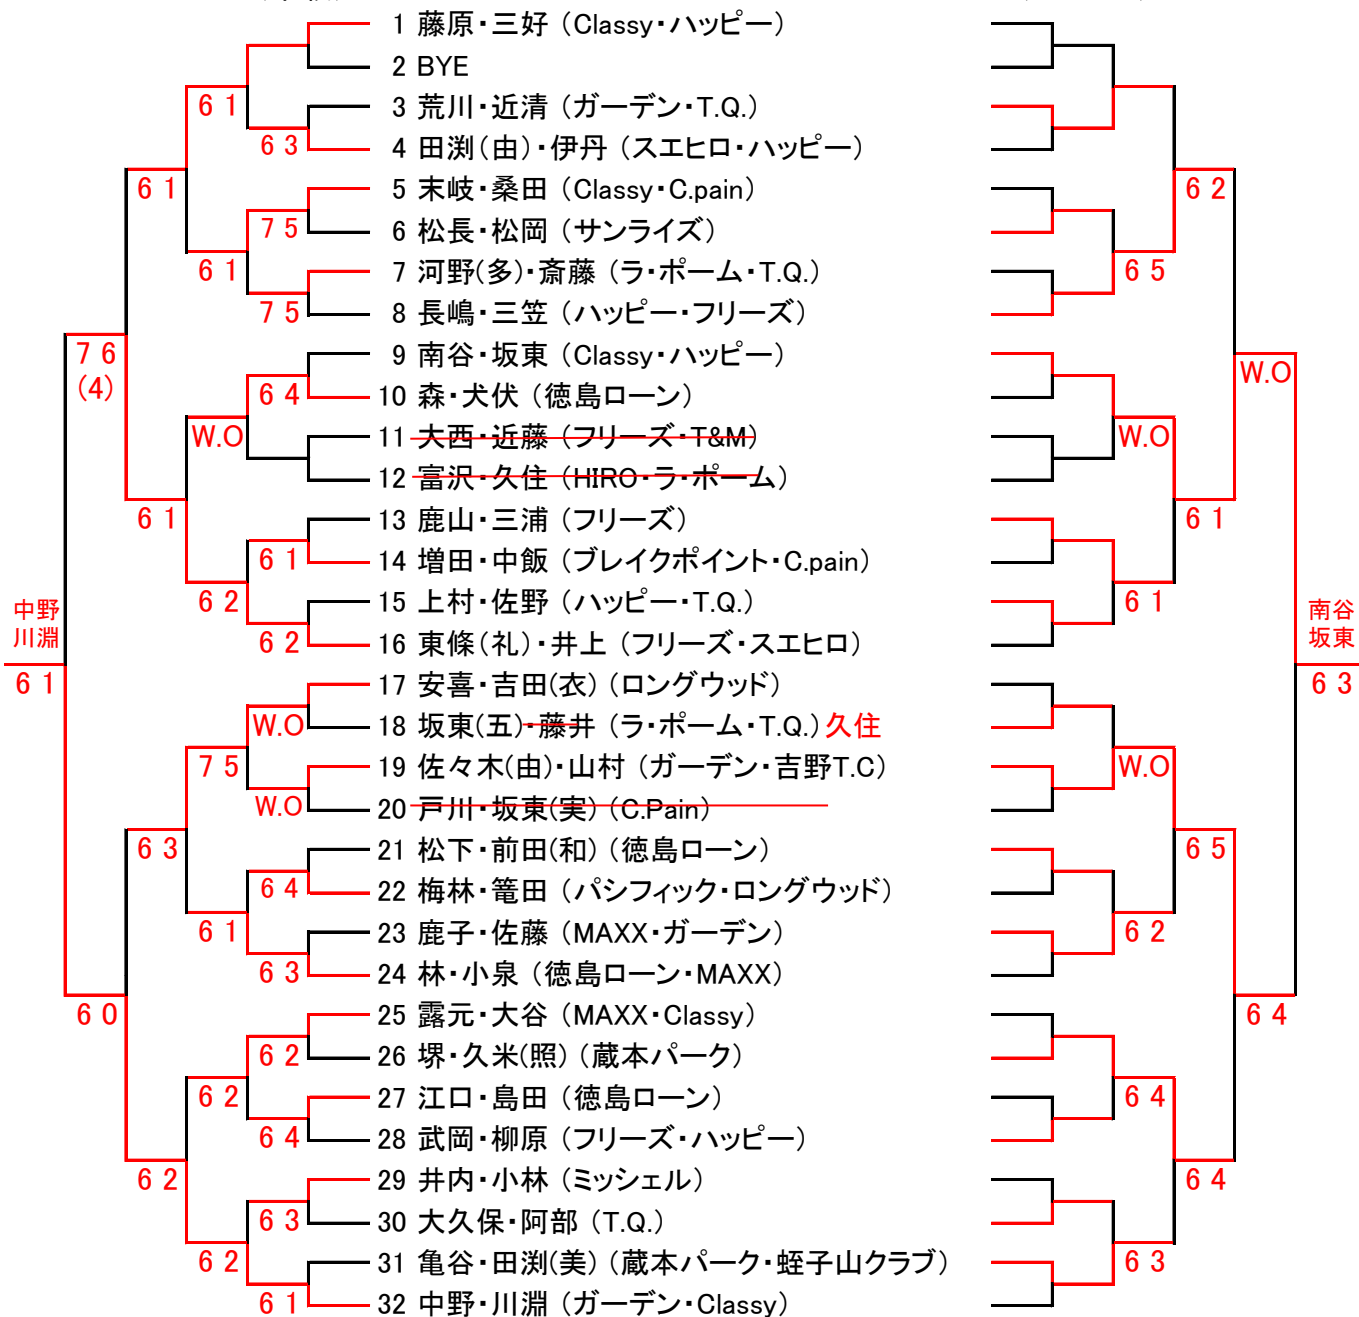 1 藤原・三好 (Classy・ハッピー)
2 BYE
6 1
3 荒川・近清 (ガーデン・T.Q.)
6 3
4 田渕(由)・伊丹 (スエヒロ・ハッピー)
6 1
5 末岐・桑田 (Classy・C.pain)
6 2
7 5
6 松長・松岡 (サンライズ)
6 1
7 河野(多)・斎藤 (ラ・ポーム・T.Q.)
6 5
7 5
8 長嶋・三笠 (ハッピー・フリーズ)
7 6
(4)
9 南谷・坂東 (Classy・ハッピー)
W.O
6 4
10 森・犬伏 (徳島ローン)
W.O
11 大西・近藤 (フリーズ・T&M)
W.O
12 富沢・久住 (HIRO・ラ・ポーム)
6 1
13 鹿山・三浦 (フリーズ)
6 1
6 1
14 増田・中飯 (ブレイクポイント・C.pain)
中野
川淵
6 2
15 上村・佐野 (ハッピー・T.Q.)
6 1
南谷
坂東
6 2
16 東條(礼)・井上 (フリーズ・スエヒロ)
6 1
17 安喜・吉田(衣) (ロングウッド)
6 3
W.O
18 坂東(五)・藤井 (ラ・ポーム・T.Q.) 久住
7 5
19 佐々木(由)・山村 (ガーデン・吉野T.C)
W.O
W.O
20 戸川・坂東(実) (C.Pain)
6 3
21 松下・前田(和) (徳島ローン)
6 5
6 4
22 梅林・篭田 (パシフィック・ロングウッド)
6 1
23 鹿子・佐藤 (MAXX・ガーデン)
6 2
6 3
24 林・小泉 (徳島ローン・MAXX)
6 0
25 露元・大谷 (MAXX・Classy)
6 4
6 2
26 堺・久米(照) (蔵本パーク)
6 2
27 江口・島田 (徳島ローン)
6 4
6 4
28 武岡・柳原 (フリーズ・ハッピー)
6 2
29 井内・小林 (ミッシェル)
6 4
6 3
30 大久保・阿部 (T.Q.)
6 2
31 亀谷・田渕(美) (蔵本パーク・蛭子山クラブ)
6 3
6 1
32 中野・川淵 (ガーデン・Classy)